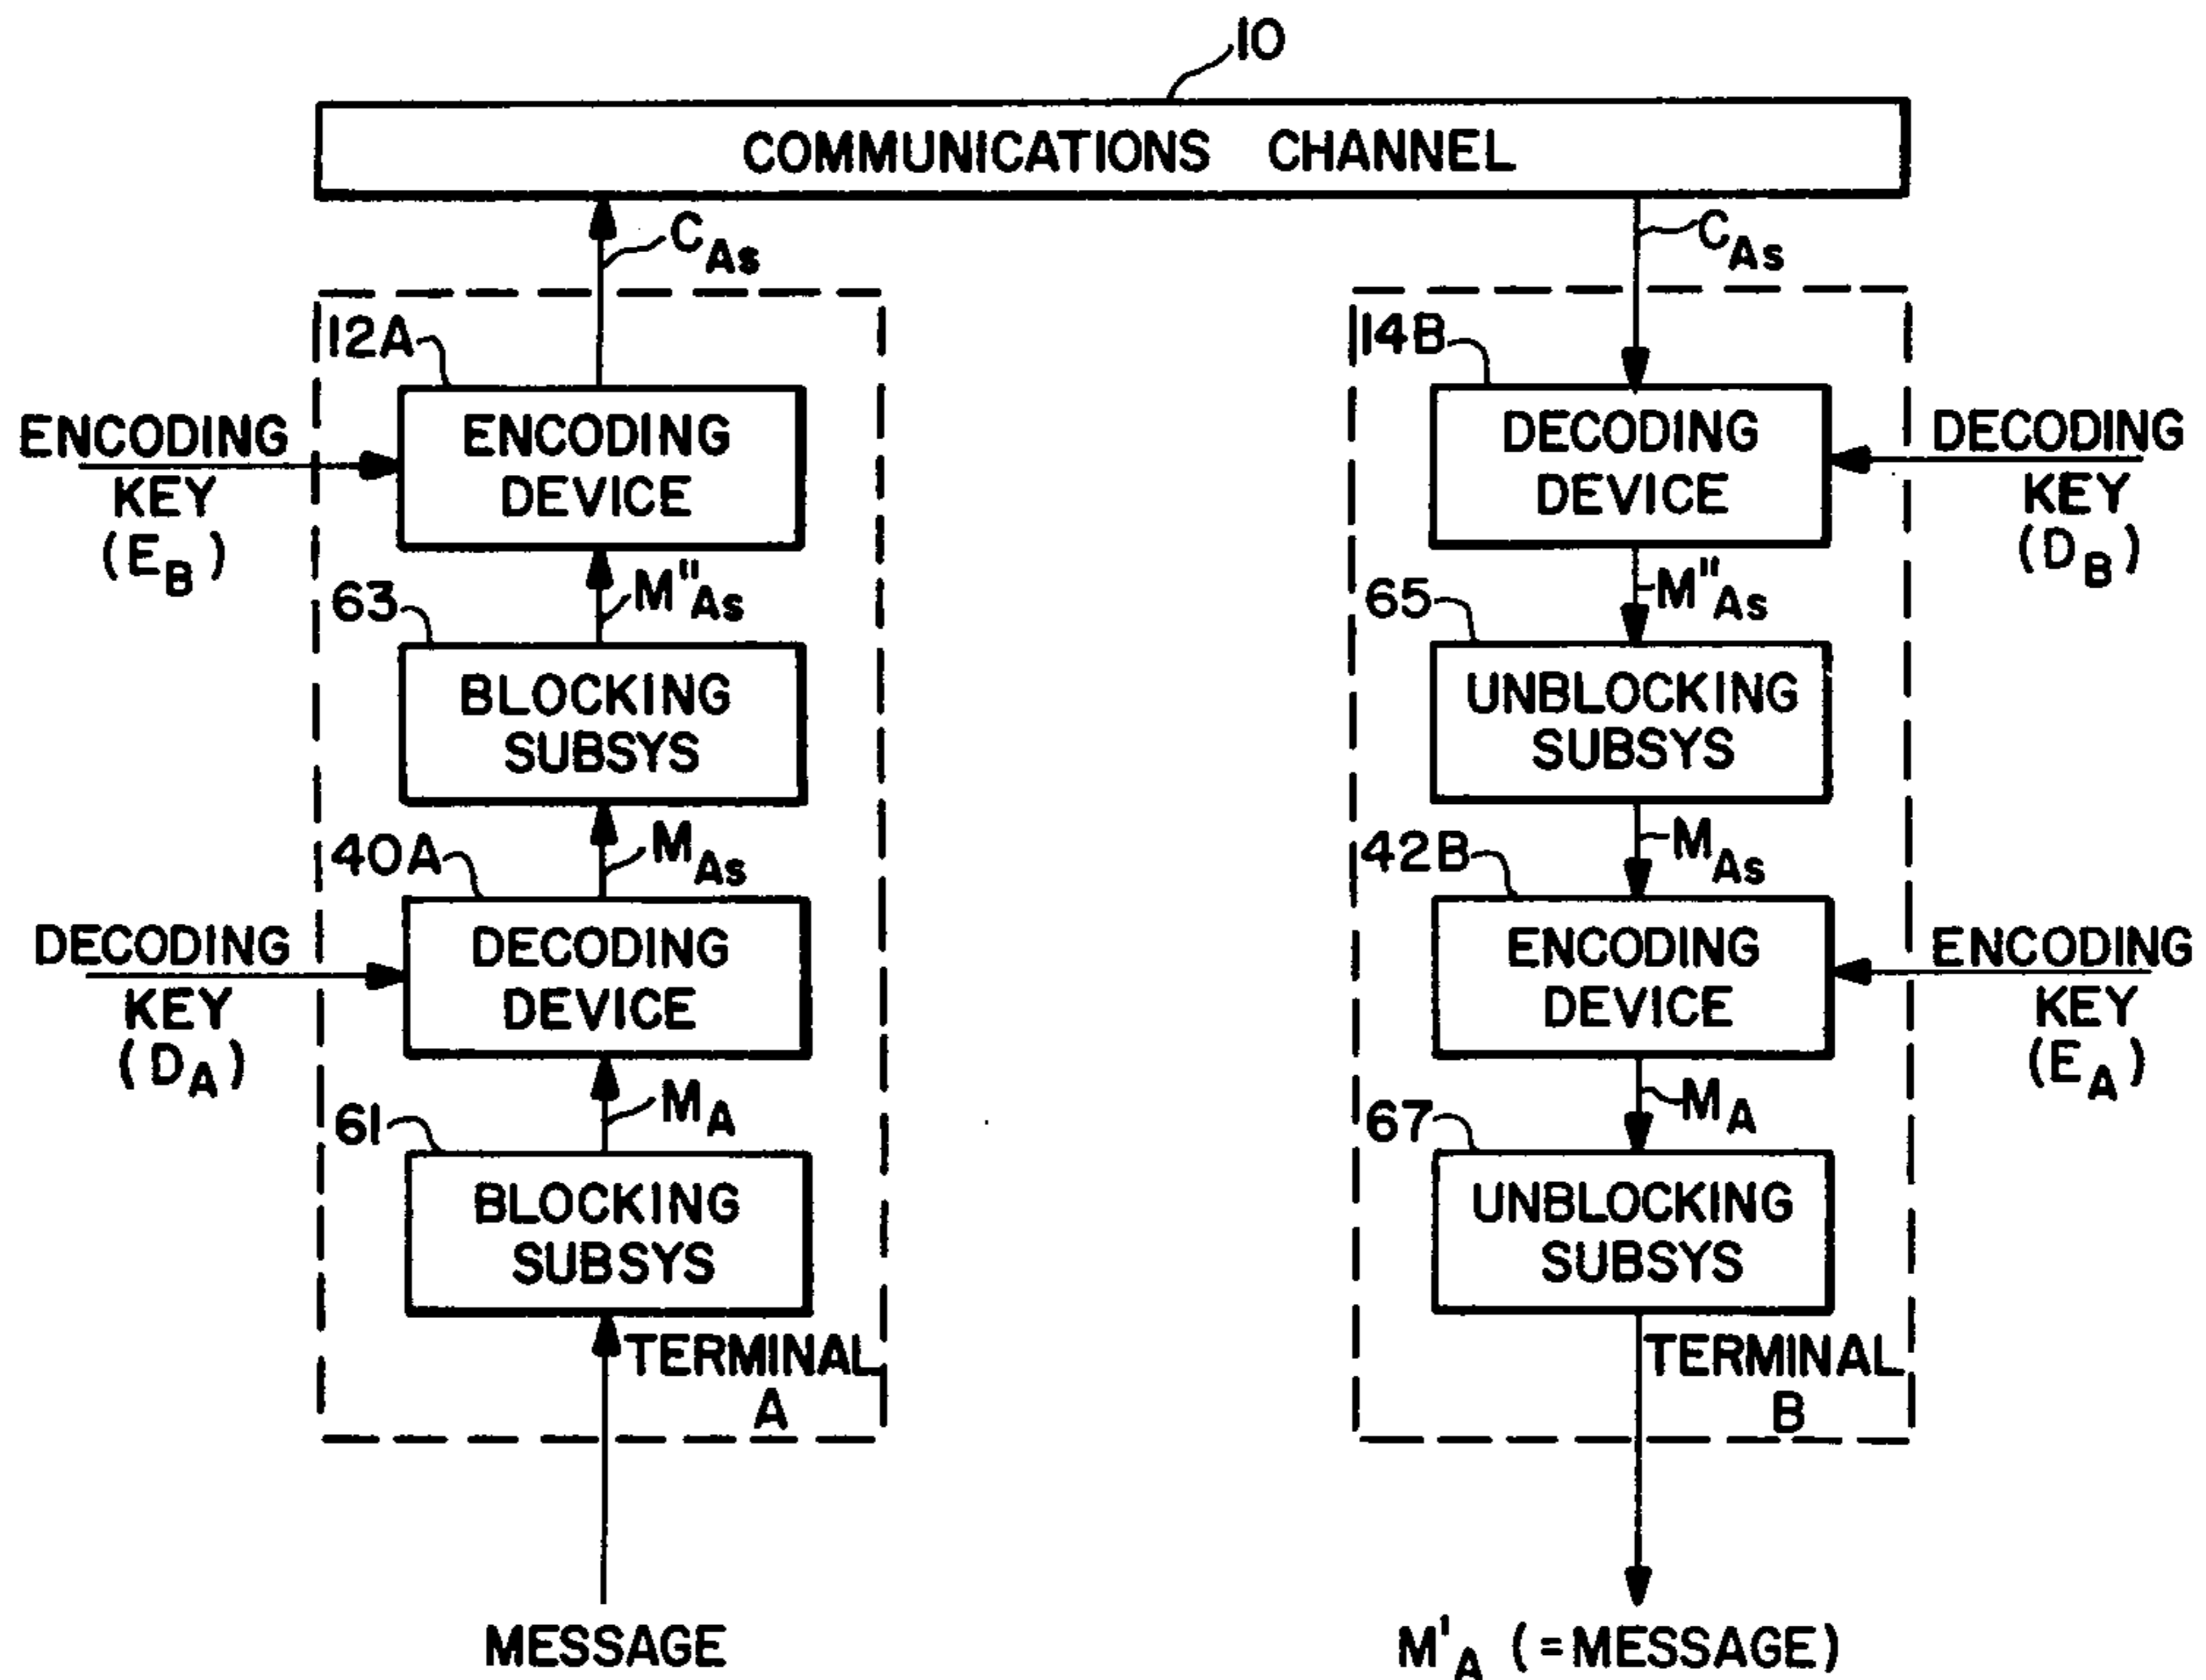 10
COMMUNICATIONS CHANNEL
C_As
C_As
12A
ENCODING
DEVICE
ENCODING
KEY
(E_B)
M"_As
63
BLOCKING
SUBSYS
40A
M_As
DECODING
DEVICE
DECODING
KEY
(D_A)
M_A
61
BLOCKING
SUBSYS
TERMINAL
A
MESSAGE
14B
DECODING
DEVICE
DECODING
KEY
(D_B)
M"_As
65
UNBLOCKING
SUBSYS
M_As
42B
ENCODING
DEVICE
ENCODING
KEY
(E_A)
M_A
67
UNBLOCKING
SUBSYS
TERMINAL
B
M'_A (=MESSAGE)